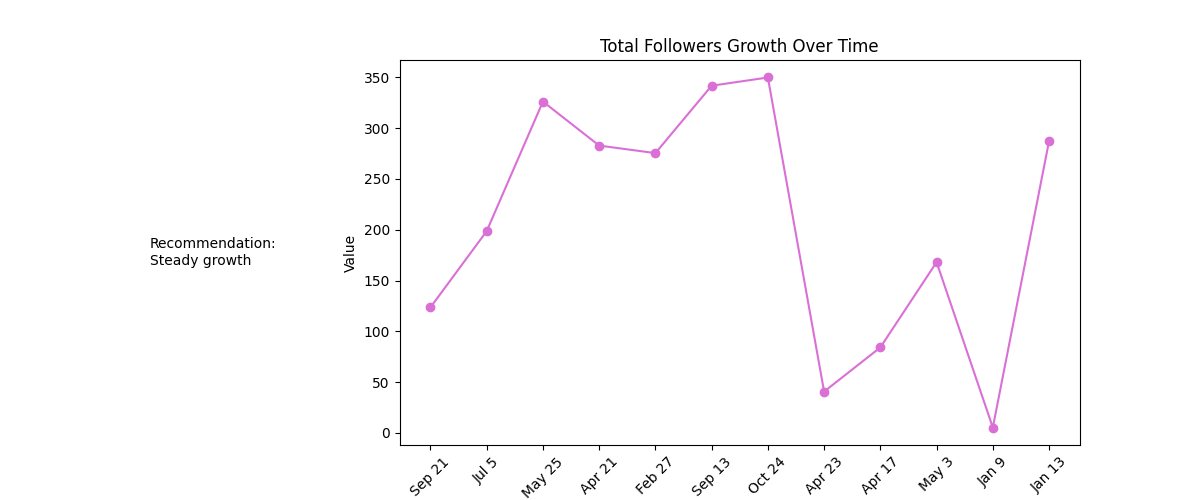 Total Followers Growth Over Time
Recommendation:
Steady growth
Value
350
300
250
200
150
100
50
0
Sep 21
Jul 5
May 25
Apr 21
Feb 27
Sep 13
Oct 24
Apr 23
Apr 17
May 3
Jan 9
Jan 13